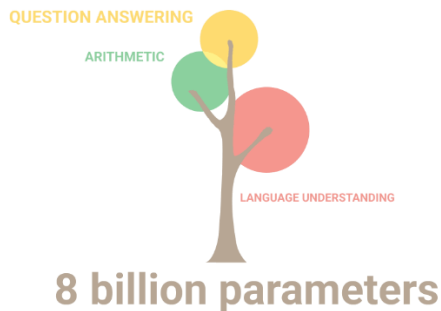 QUESTION ANSWERING
ARITHMETIC
LANGUAGE UNDERSTANDING
8 billion parameters